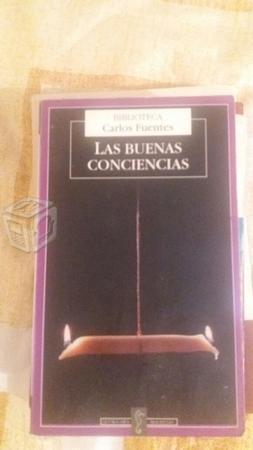 BIBLIOTECA
Carlos Fuentes
LAS BUENAS
CONCIENCIAS